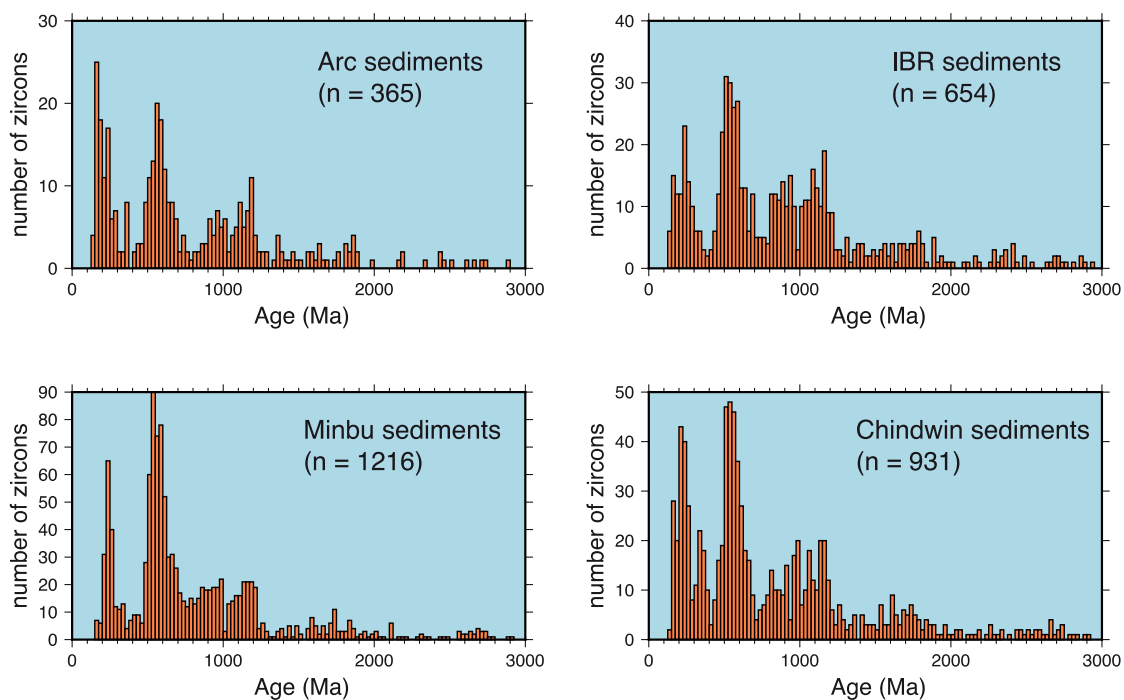 30
20
10
0
number of zircons
Arc sediments
(n = 365)
0 1000 2000 3000
Age (Ma)
40
30
20
10
0
number of zircons
IBR sediments
(n = 654)
0 1000 2000 3000
Age (Ma)
90
80
70
60
50
40
30
20
10
0
number of zircons
Minbu sediments
(n = 1216)
0 1000 2000 3000
Age (Ma)
50
40
30
20
10
0
number of zircons
Chindwin sediments
(n = 931)
0 1000 2000 3000
Age (Ma)